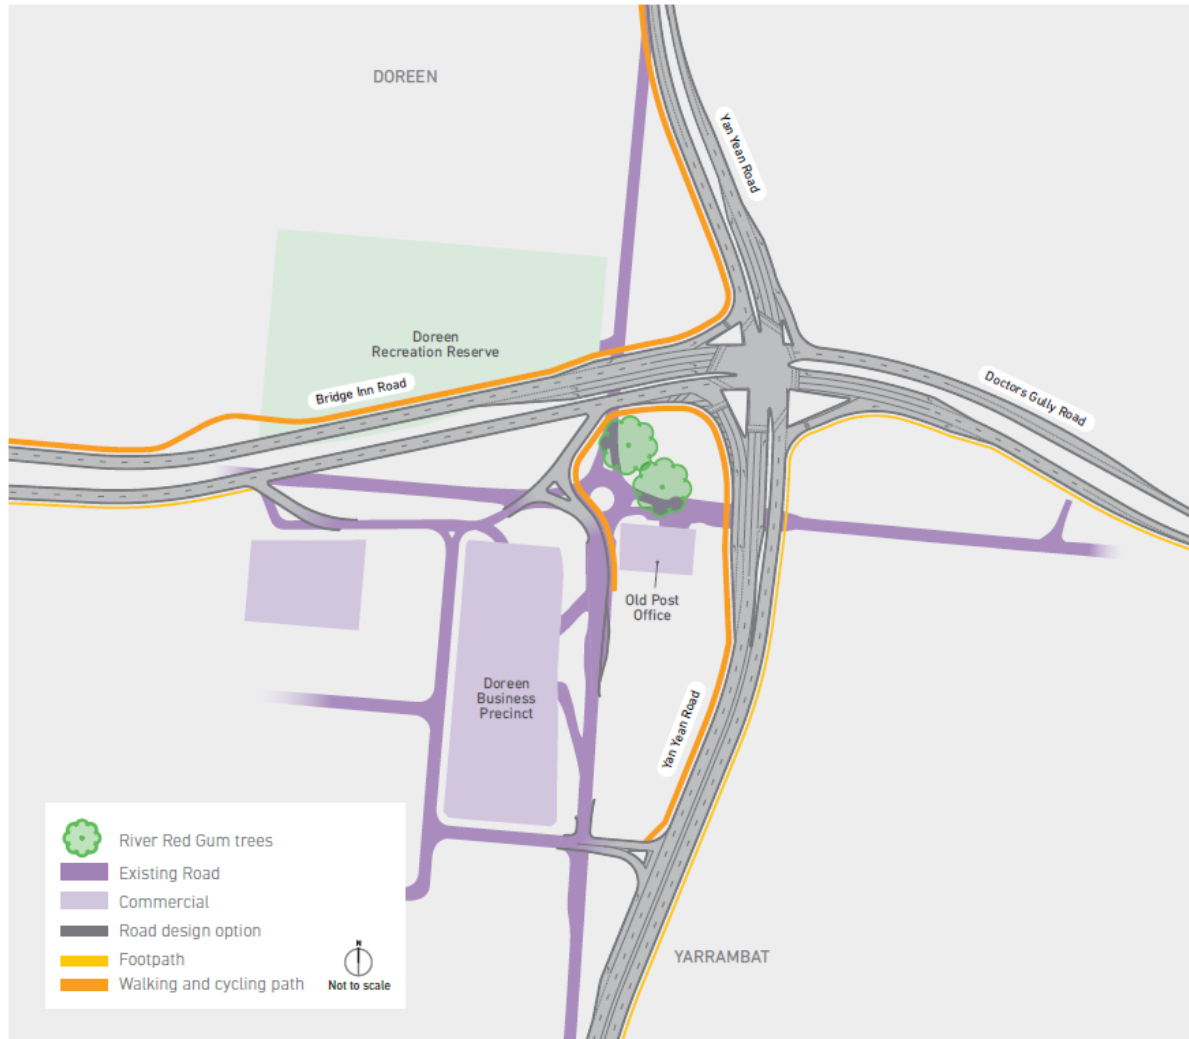 DOREEN
Yan Yean Road
Doreen
Recreation Reserve
Bridge Inn Road
Doctors Gully Road
Old Post
Office
Doreen
Business
Precinct
Yan Yean Road
River Red Gum trees
Existing Road
Commercial
Road design option
Footpath
Walking and cycling path
N
Not to scale
YARRAMBAT